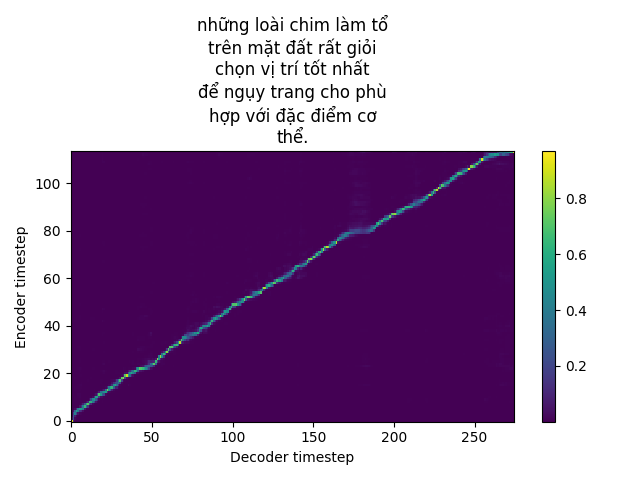 những loài chim làm tổ
trên mặt đất rất giỏi
chọn vị trí tốt nhất
để ngụy trang cho phù
hợp với đặc điểm cơ
thể.
100
80
60
40
20
0
Encoder timestep
0 50 100 150 200 250
Decoder timestep
0.8
0.6
0.4
0.2